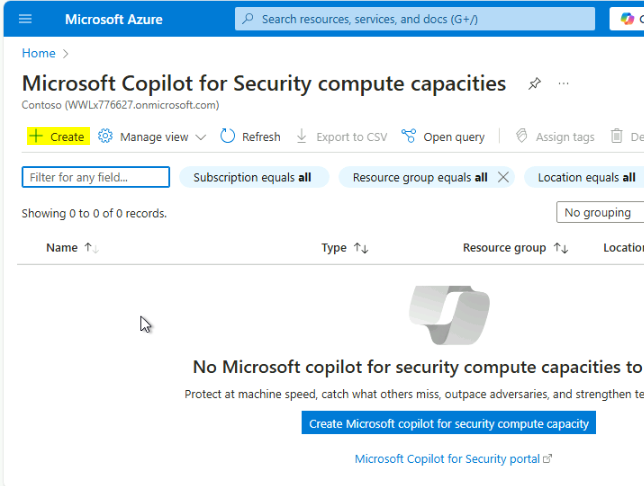 Microsoft Azure
Search resources, services, and docs (G+/)
Home
Microsoft Copilot for Security compute capacities
Contoso (WWLx776627.onmicrosoft.com)
Create Manage view Refresh Export to CSV Open query Assign tags De
Filter for any field... Subscription equals all Resource group equals all Location equals all
Showing 0 to 0 of 0 records. No grouping
Name Type Resource group Location
No Microsoft copilot for security compute capacities to
Protect at machine speed, catch what others miss, outpace adversaries, and strengthen te
Create Microsoft copilot for security compute capacity
Microsoft Copilot for Security portal